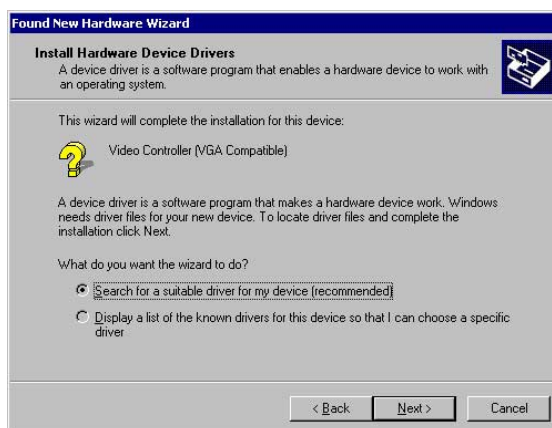 Found New Hardware Wizard
Install Hardware Device Drivers
A device driver is a software program that enables a hardware device to work with
an operating system.
This wizard will complete the installation for this device:
Video Controller (VGA Compatible)
A device driver is a software program that makes a hardware device work. Windows
needs driver files for your new device. To locate driver files and complete the
installation click Next.
What do you want the wizard to do?
Search for a suitable driver for my device (recommended)
Display a list of the known drivers for this device so that I can choose a specific
driver
< Back Next > Cancel